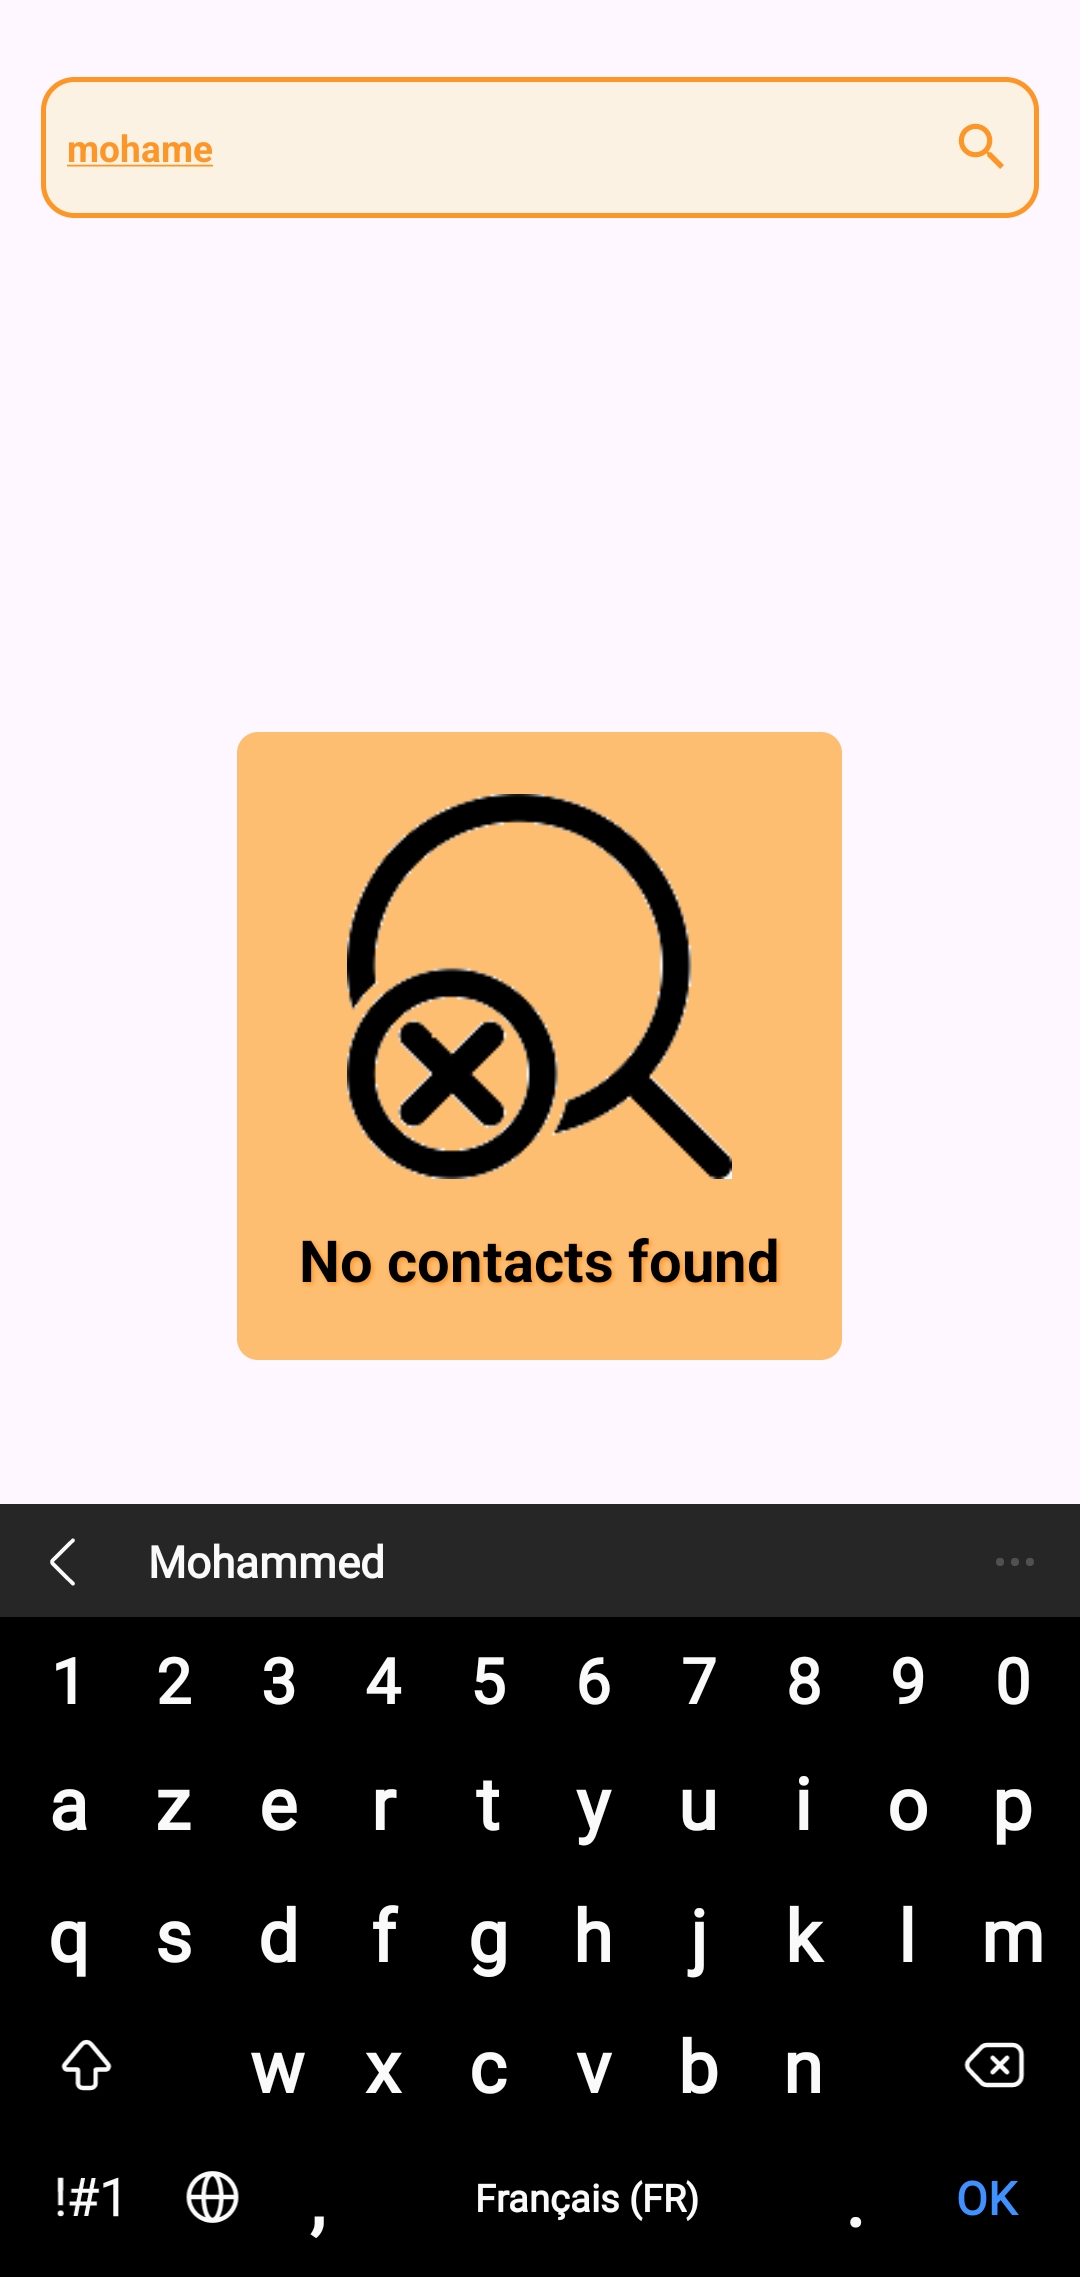 mohame
No contacts found
Mohammed
1 2 3 4 5 6 7 8 9 0
a z e r t y u i o p
q s d f g h j k l m
w x c v b n
!#1 , Français (FR) . OK